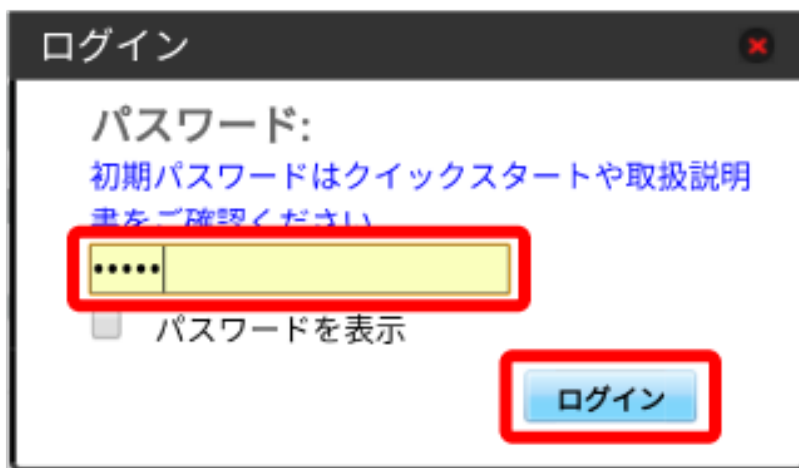 ログイン
パスワード:
初期パスワードはクイックスタートや取扱説明
書をご確認ください
•••••
パスワードを表示
ログイン